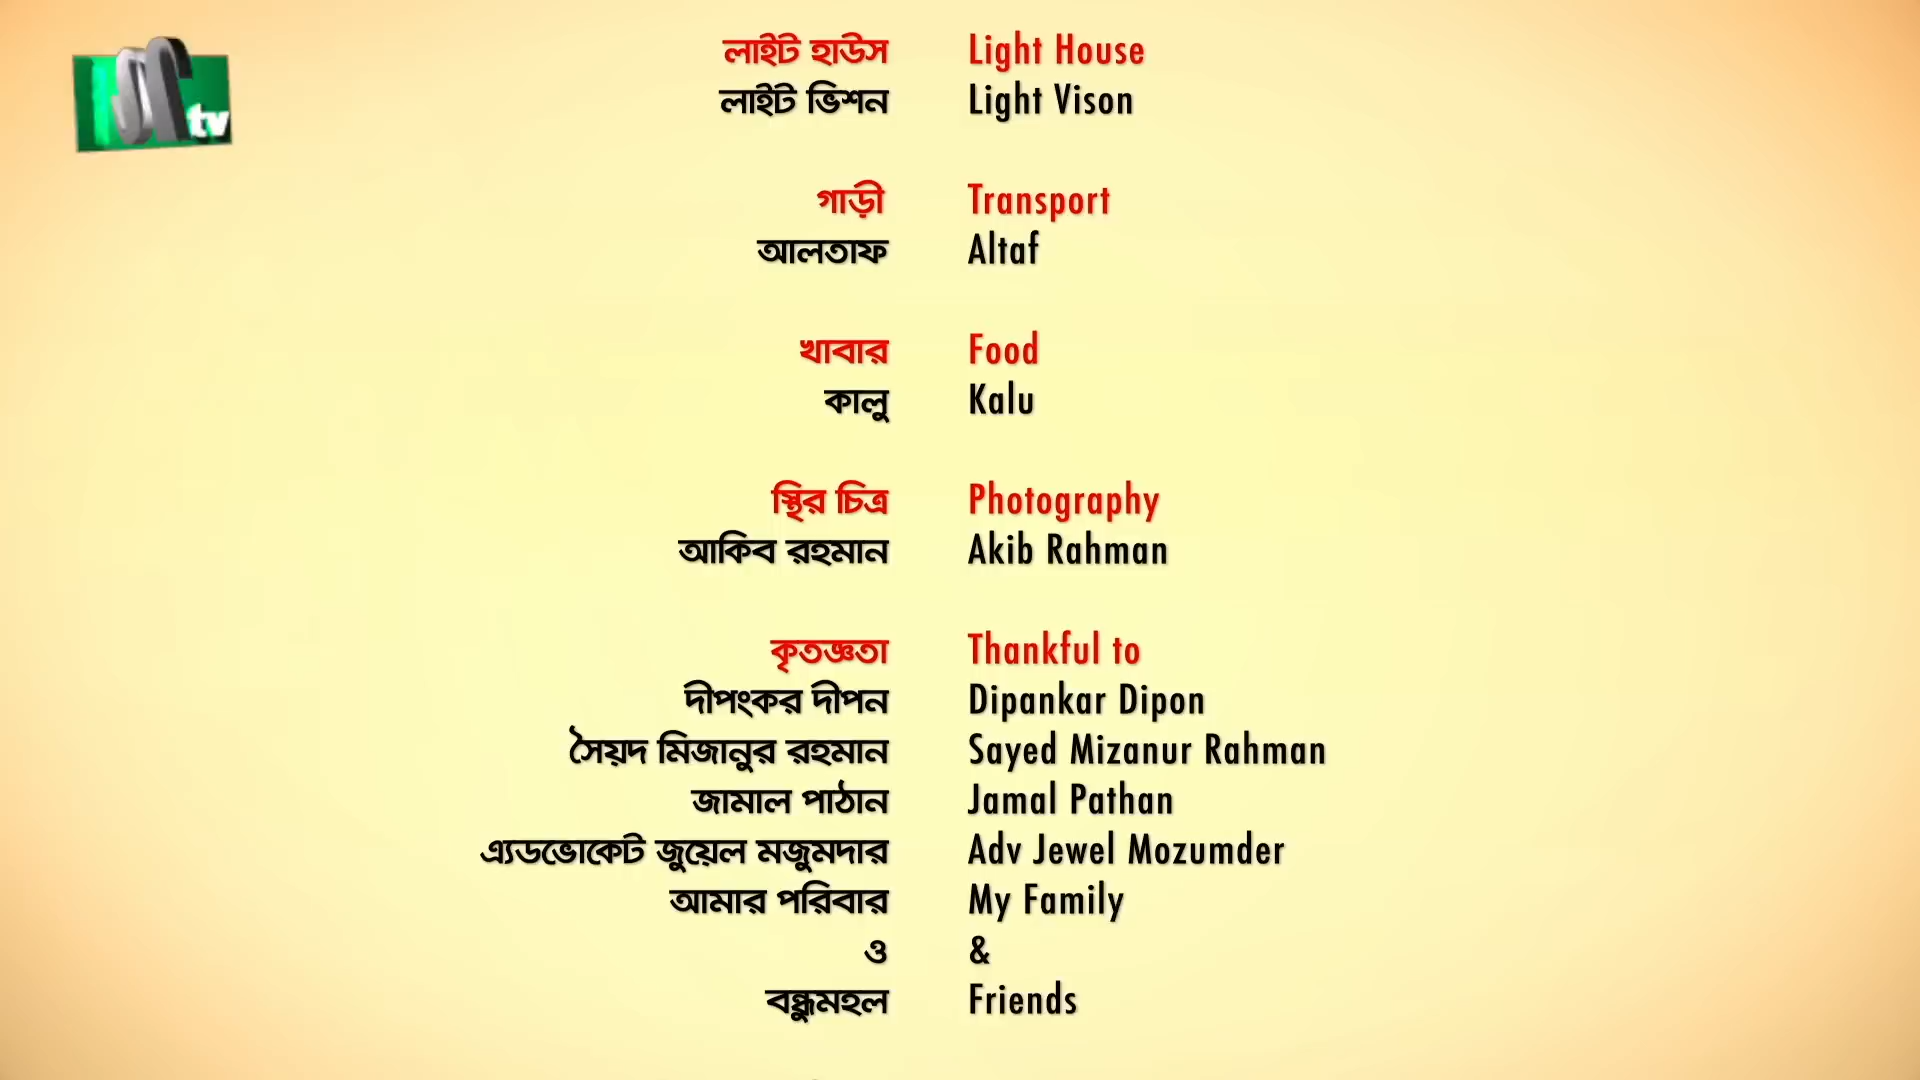 লাইট হাউস Light House
লাইট ভিশন Light Vison
tv
গাড়ী Transport
আলতাফ Altaf
খাবার Food
কালু Kalu
স্থির চিত্র Photography
আকিব রহমান Akib Rahman
কৃতজ্ঞতা Thankful to
দীপংকর দীপন Dipankar Dipon
সৈয়দ মিজানুর রহমান Sayed Mizanur Rahman
জামাল পাঠান Jamal Pathan
এ্যডভোকেট জুয়েল মজুমদার Adv Jewel Mozumder
আমার পরিবার My Family
ও &
বন্ধুমহল Friends